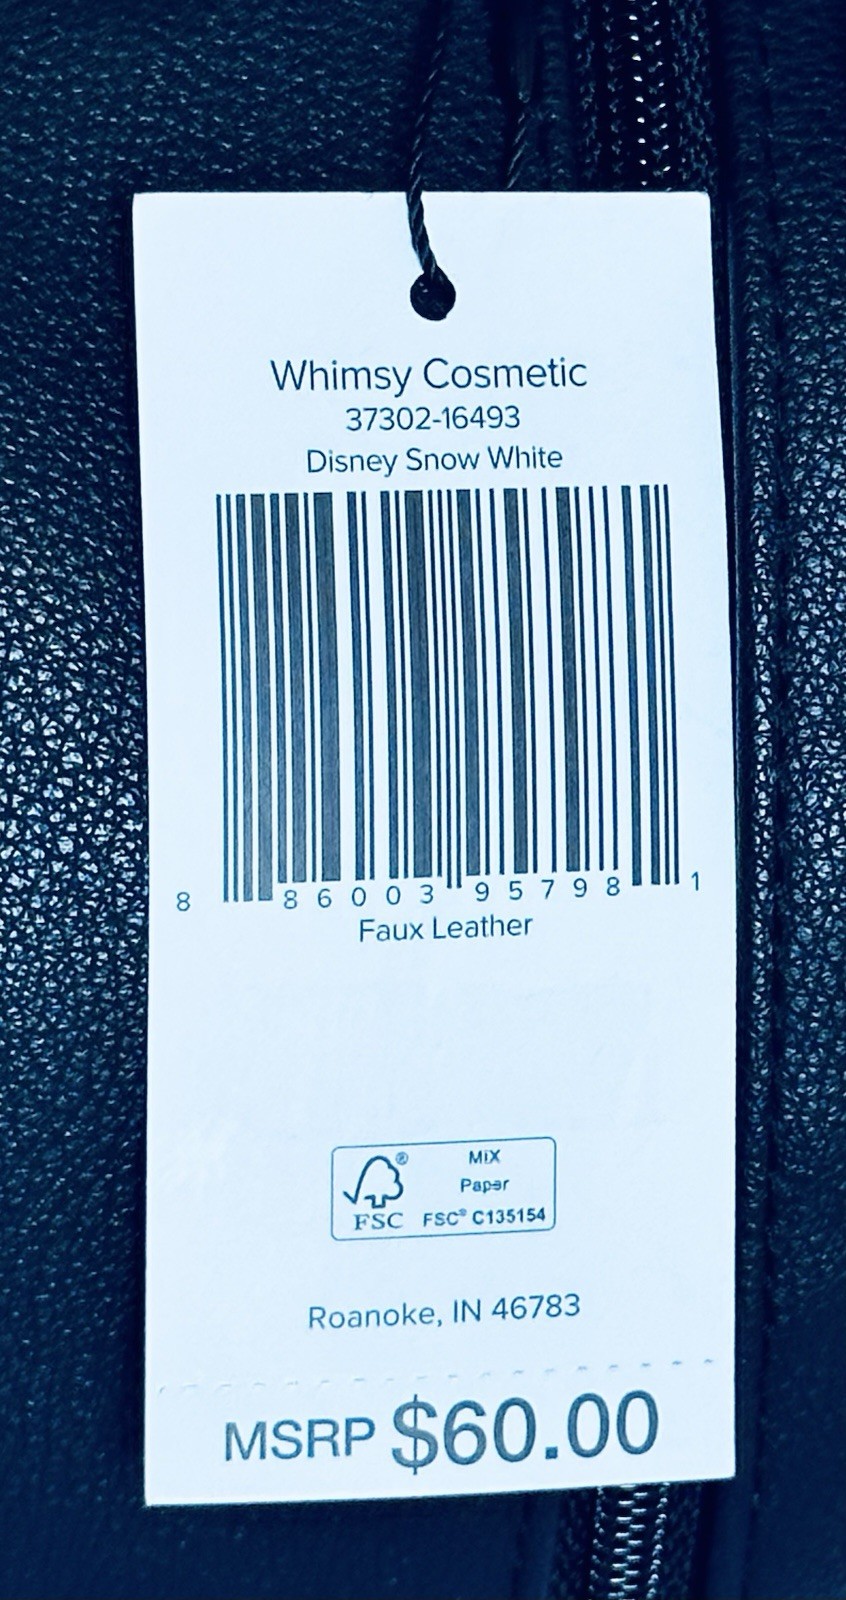 Whimsy Cosmetic
37302-16493
Disney Snow White
8 86003 95798 1
Faux Leather
®
MIX
Paper
FSC FSC® C135154
Roanoke, IN 46783
MSRP $60.00